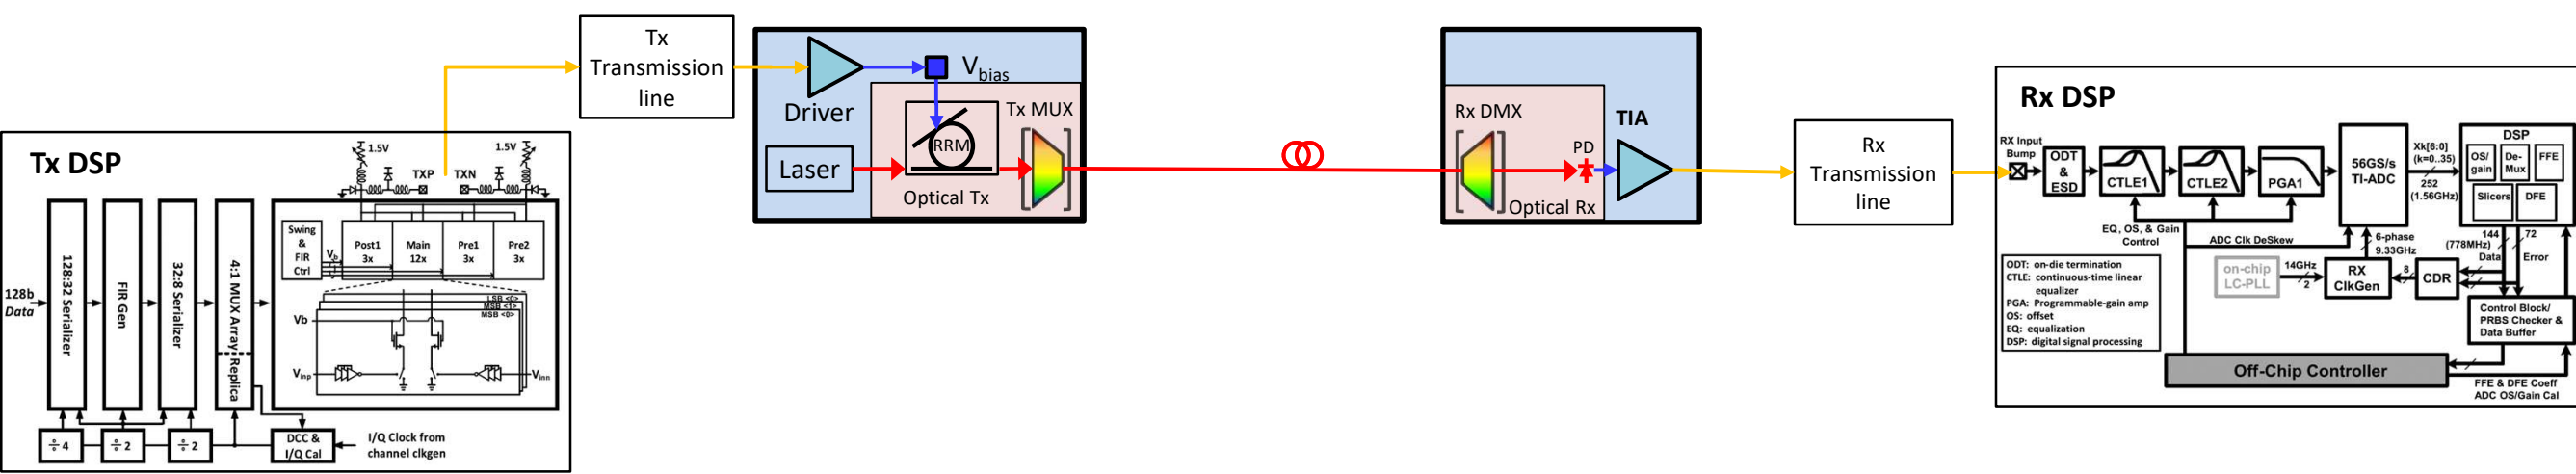 Tx DSP
1.5V
1.5V
TXP
TXN
128b
Data
128:32 Serializer
FIR Gen
32:8 Serializer
4:1 MUX Array
Replica
Swing
&
FIR
Ctrl
Vb
Post1
3x
Main
12x
Pre1
3x
Pre2
3x
LSB <0>
MSB <1>
MSB <0>
Vb
Vinp
Vinn
÷4
÷2
÷2
DCC &
I/Q Cal
I/Q Clock from
channel clkgen
Tx
Transmission
line
Driver
Vbias
Laser
RRM
Optical Tx
Tx MUX
Rx DMX
PD
Optical Rx
TIA
Rx
Transmission
line
Rx DSP
RX Input
Bump
ODT
&
ESD
CTLE1
CTLE2
PGA1
56GS/s
TI-ADC
Xk[6:0]
(k=0..35)
252
(1.56GHz)
DSP
OS/
gain
De-
Mux
FFE
Slicers
DFE
EQ, OS, & Gain
Control
ADC Clk DeSkew
6-phase
9.33GHz
144
(778MHz)
Data
72
Error
on-chip
LC-PLL
14GHz
2
RX
ClkGen
8
CDR
ODT: on-die termination
CTLE: continuous-time linear
equalizer
PGA: Programmable-gain amp
OS: offset
EQ: equalization
DSP: digital signal processing
Control Block/
PRBS Checker &
Data Buffer
Off-Chip Controller
FFE & DFE Coeff
ADC OS/Gain Cal